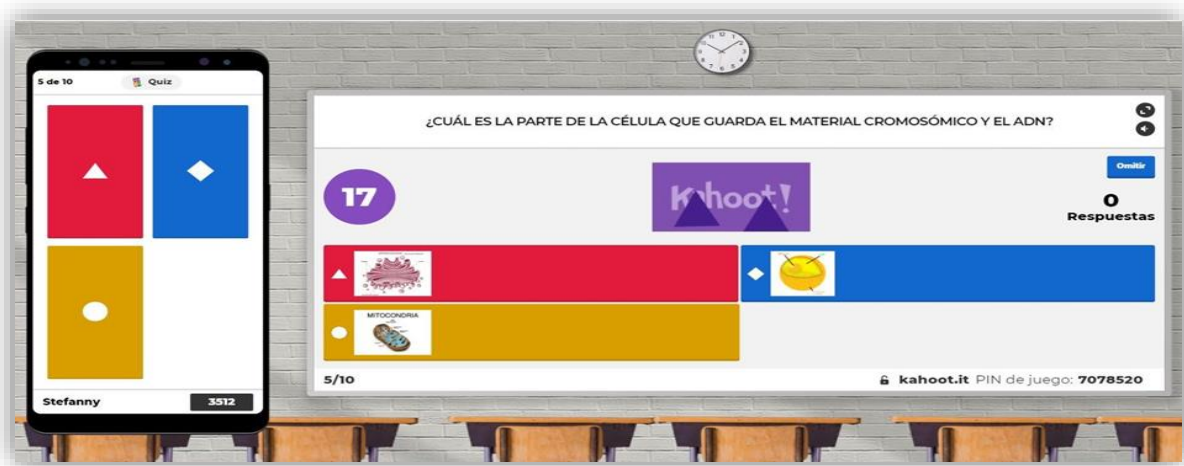 5 de 10
Quiz
Stefanny
3512
¿CUÁL ES LA PARTE DE LA CÉLULA QUE GUARDA EL MATERIAL CROMOSÓMICO Y EL ADN?
17
Kahoot!
Omitir
0
Respuestas
MITOCONDRIA
5/10
kahoot.it PIN de juego: 7078520